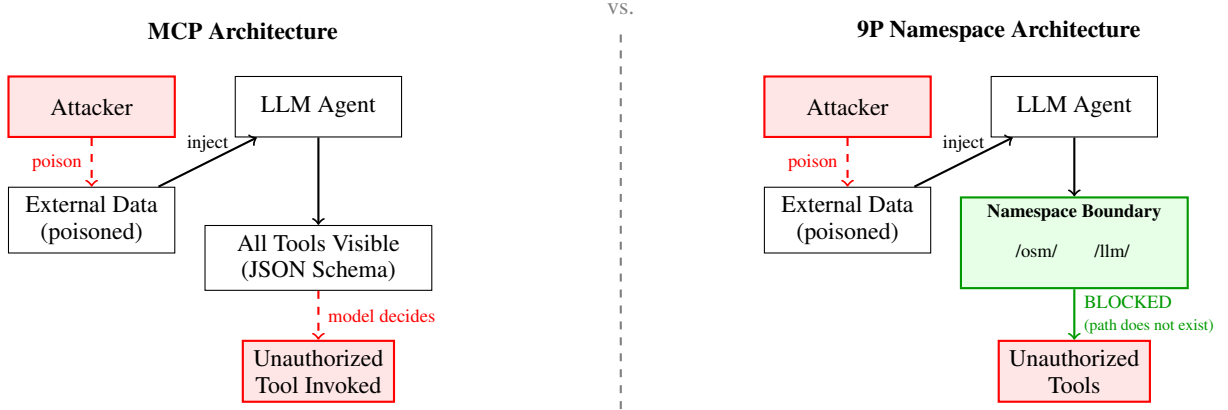 vs.
MCP Architecture
Attacker
LLM Agent
poison
inject
External Data
(poisoned)
All Tools Visible
(JSON Schema)
model decides
Unauthorized
Tool Invoked
9P Namespace Architecture
Attacker
LLM Agent
poison
inject
External Data
(poisoned)
Namespace Boundary
/osm/ /llm/
BLOCKED
(path does not exist)
Unauthorized
Tools